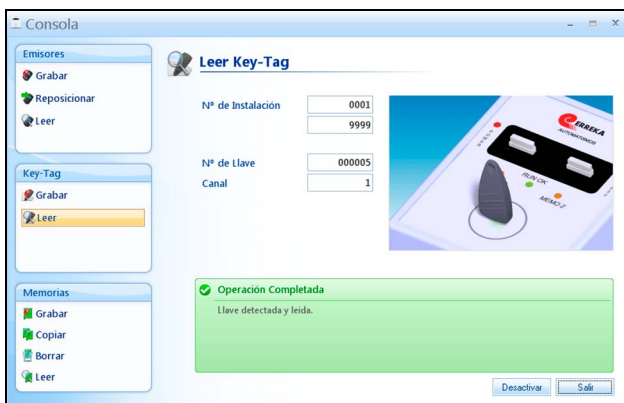 Consola
Emisores
Grabar
Reposicionar
Leer
Key-Tag
Grabar
Leer
Memorias
Grabar
Copiar
Borrar
Leer
Leer Key-Tag
Nº de Instalación 0001
9999
Nº de Llave 000005
Canal 1
ERREKA
AUTOMATISMOS
RUN OK
MEMO 2
Operación Completada
Llave detectada y leída.
Desactivar Salir